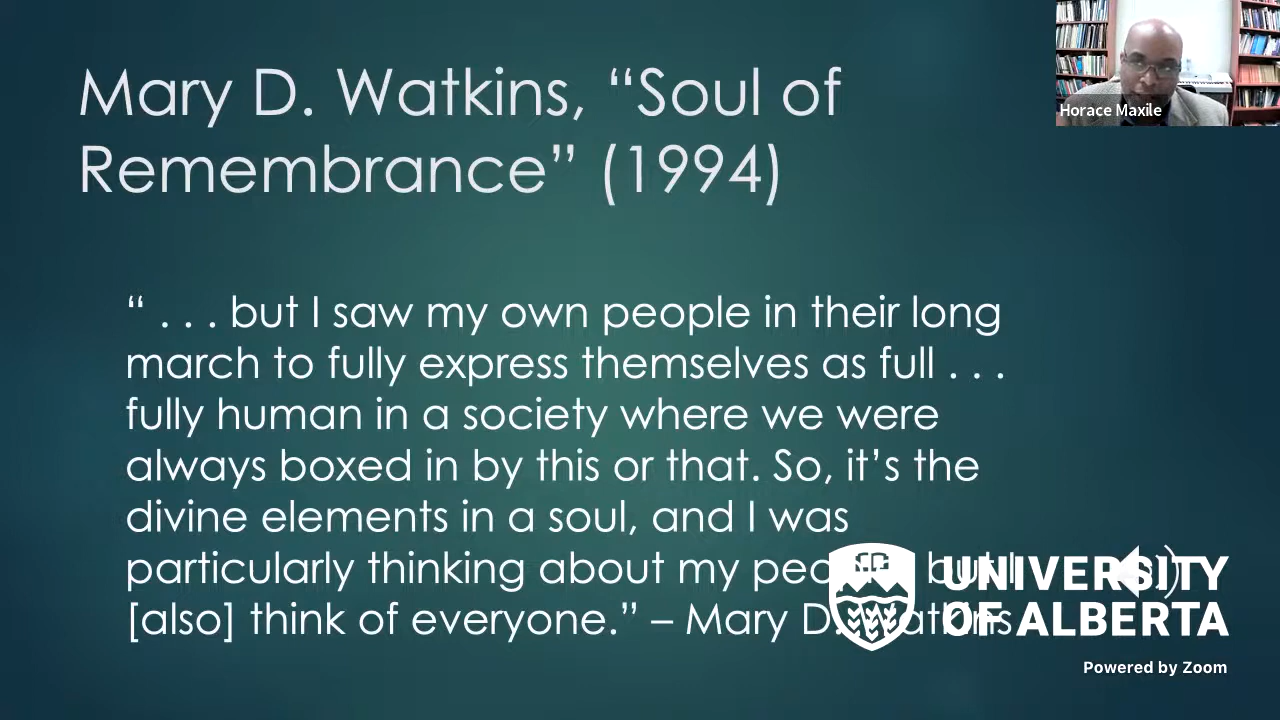 Mary D. Watkins, “Soul of
Remembrance” (1994)
Horace Maxile
“ . . . but I saw my own people in their long
march to fully express themselves as full . . .
fully human in a society where we were
always boxed in by this or that. So, it’s the
divine elements in a soul, and I was
particularly thinking about my people but I
[also] think of everyone.” – Mary D. Watkins
UNIVERSITY
OF ALBERTA
Powered by Zoom